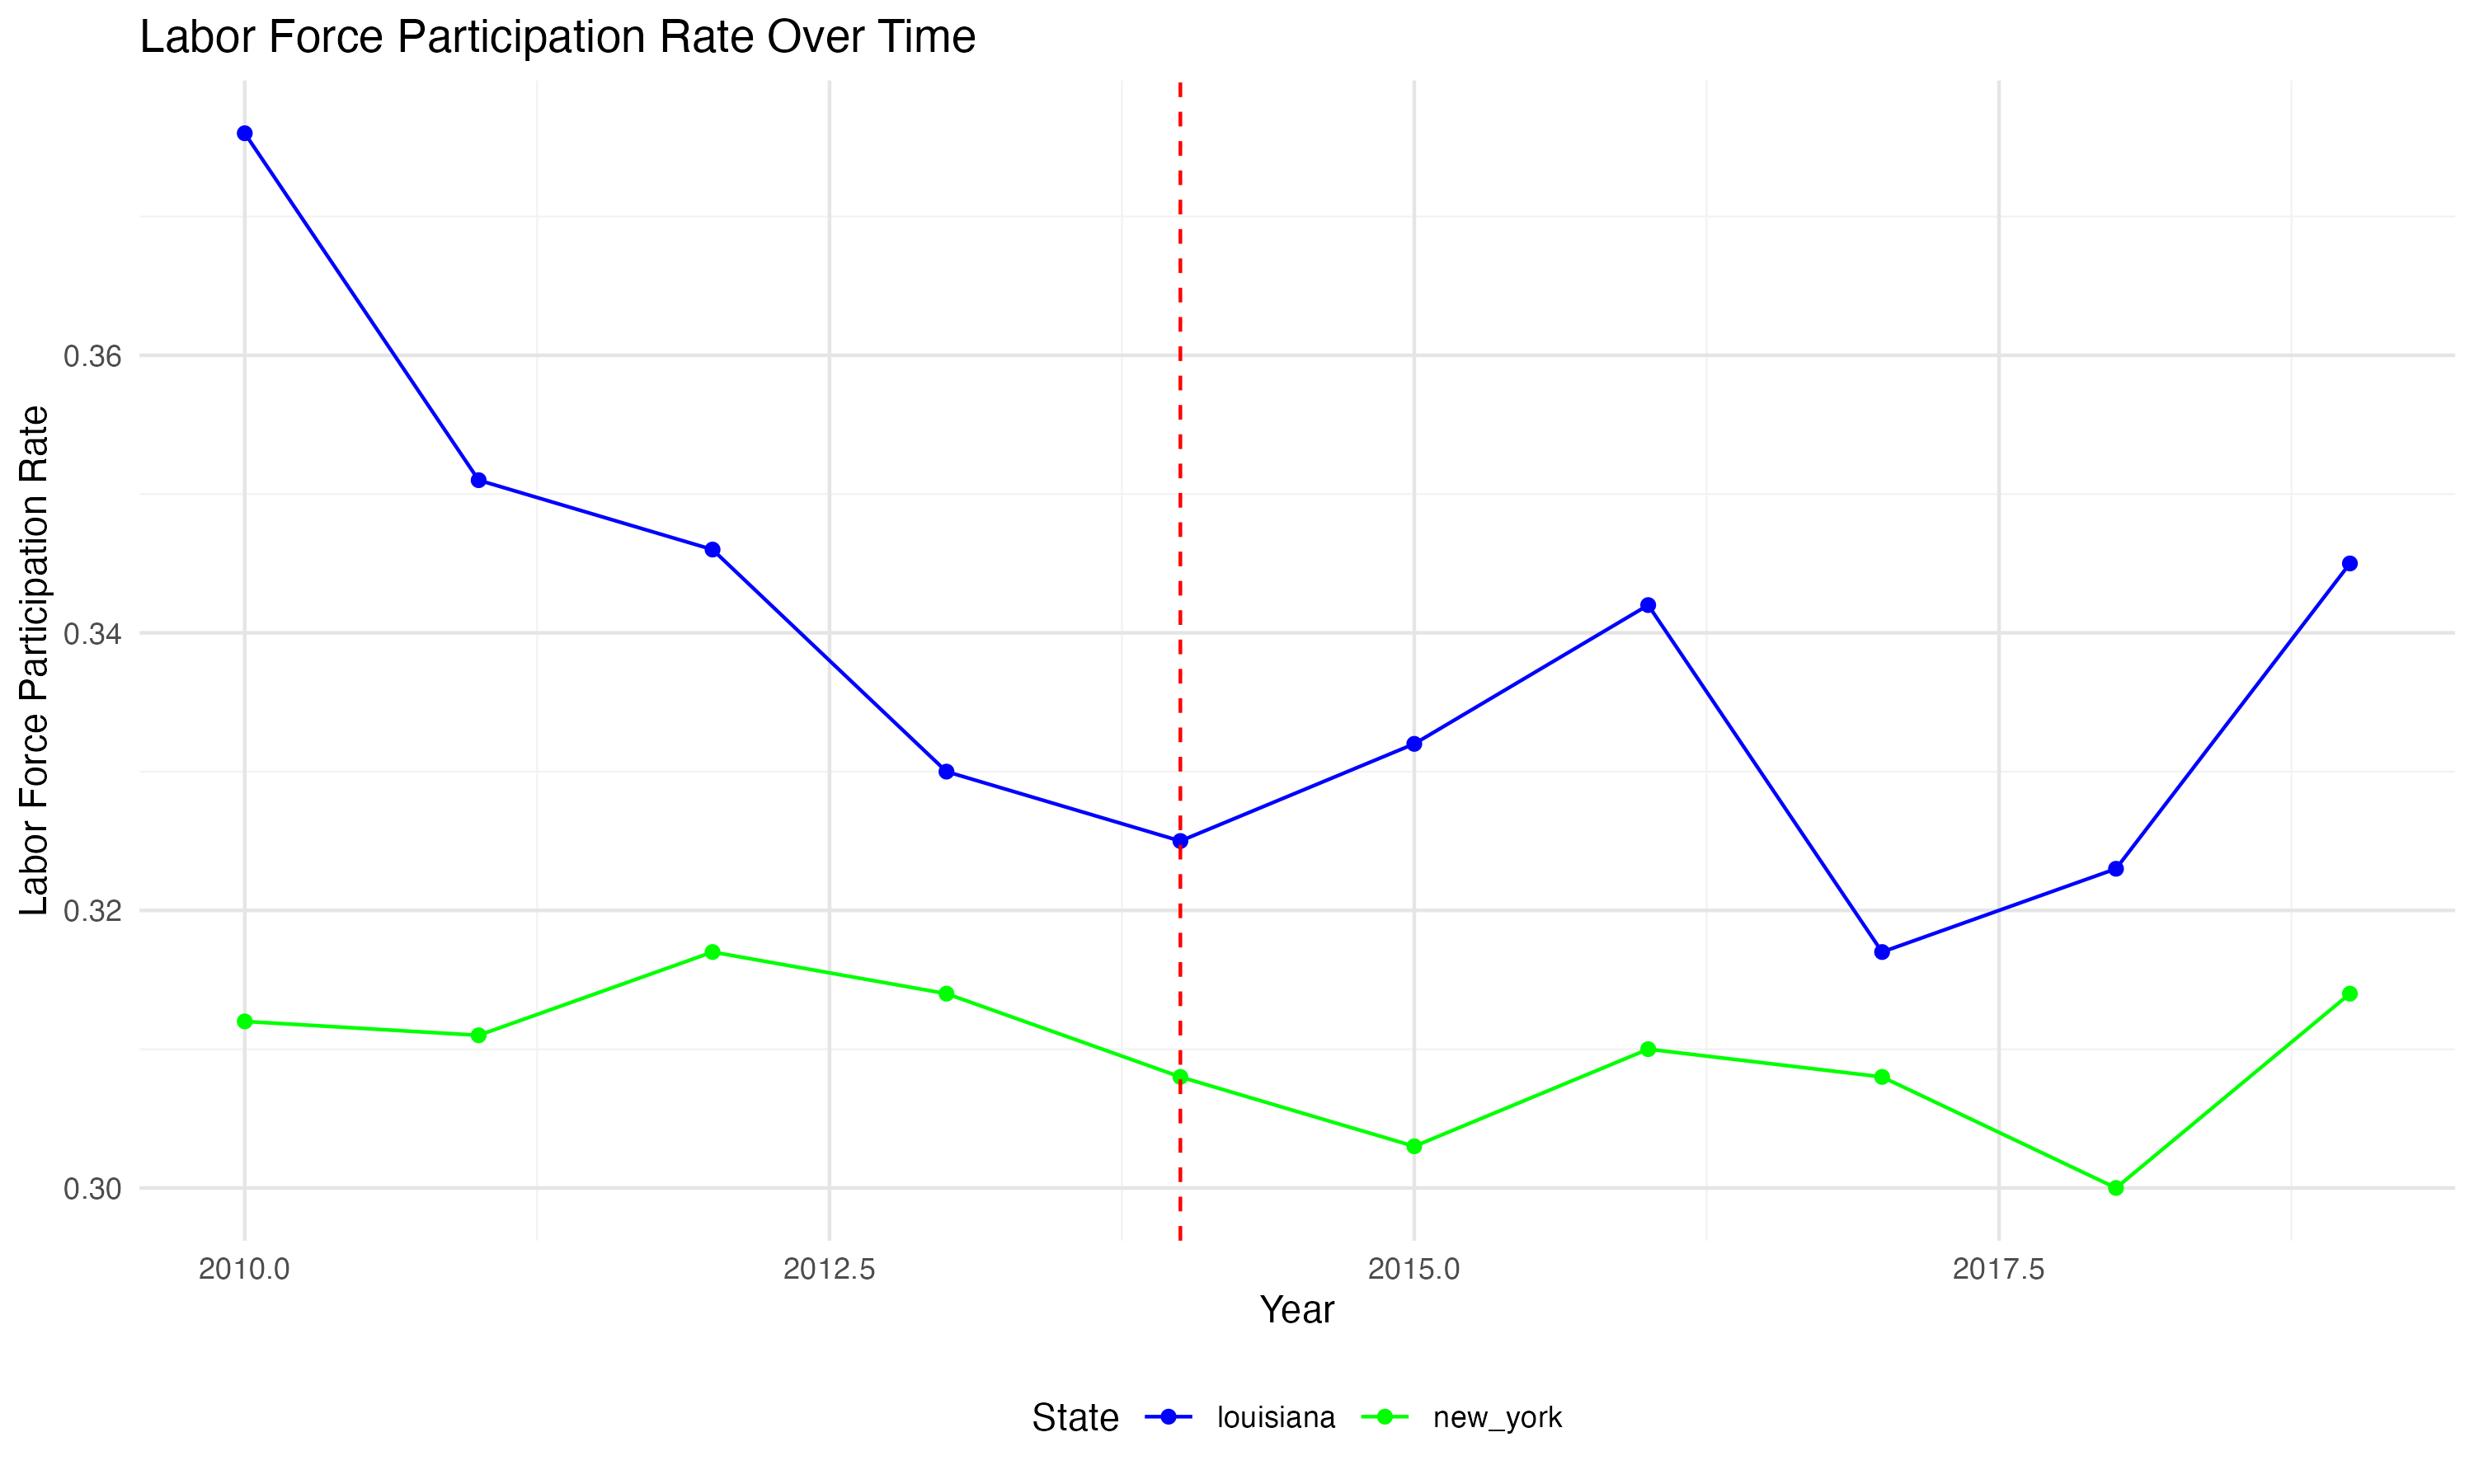 Labor Force Participation Rate Over Time
Labor Force Participation Rate
0.36
0.34
0.32
0.30
2010.0 2012.5 2015.0 2017.5
Year
State louisiana new_york